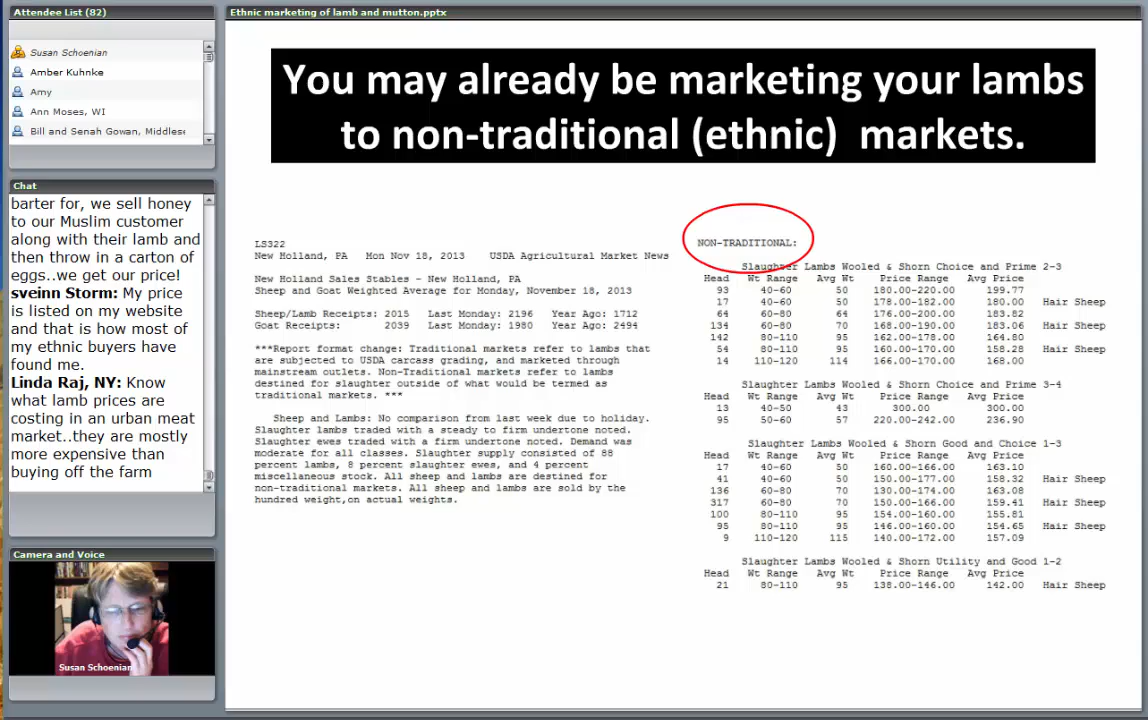 Attendee List (82)
Susan Schoenian
Amber Kuhnke
Amy
Ann Moses, WI
Bill and Senah Gowan, Middlese
Chat
barter for, we sell honey
to our Muslim customer
along with their lamb and
then throw in a carton of
eggs..we get our price!
sveinn Storm: My price
is listed on my website
and that is how most of
my ethnic buyers have
found me.
Linda Raj, NY: Know
what lamb prices are
costing in an urban meat
market..they are mostly
more expensive than
buying off the farm
Camera and Voice
Susan Schoenian
Ethnic marketing of lamb and mutton.pptx
You may already be marketing your lambs
to non-traditional (ethnic) markets.
LS322
New Holland, PA Mon Nov 18, 2013 USDA Agricultural Market News
New Holland Sales Stables - New Holland, PA
Sheep and Goat Weighted Average for Monday, November 18, 2013
Sheep/Lamb Receipts: 2015 Last Monday: 2196 Year Ago: 1712
Goat Receipts: 2039 Last Monday: 1980 Year Ago: 2494
***Report format change: Traditional markets refer to lambs that
are subjected to USDA carcass grading, and marketed through
mainstream outlets. Non-Traditional markets refer to lambs
destined for slaughter outside of what would be termed as
traditional markets. ***
Sheep and Lambs: No comparison from last week due to holiday.
Slaughter lambs traded with a steady to firm undertone noted.
Slaughter ewes traded with a firm undertone noted. Demand was
moderate for all classes. Slaughter supply consisted of 88
percent lambs, 8 percent slaughter ewes, and 4 percent
miscellaneous stock. All sheep and lambs are destined for
non-traditional markets. All sheep and lambs are sold by the
hundred weight,on actual weights.
NON-TRADITIONAL:
Slaughter Lambs Wooled & Shorn Choice and Prime 2-3
Head Wt Range Avg Wt Price Range Avg Price
93 40-60 50 180.00-220.00 199.77
17 40-60 50 178.00-182.00 180.00 Hair Sheep
64 60-80 64 176.00-200.00 183.82
134 60-80 70 168.00-190.00 183.06 Hair Sheep
142 80-110 95 162.00-178.00 164.80
54 80-110 95 160.00-170.00 158.28 Hair Sheep
14 110-120 114 166.00-170.00 168.00
Slaughter Lambs Wooled & Shorn Choice and Prime 3-4
Head Wt Range Avg Wt Price Range Avg Price
13 40-50 43 300.00 300.00
95 50-60 57 220.00-242.00 236.90
Slaughter Lambs Wooled & Shorn Good and Choice 1-3
Head Wt Range Avg Wt Price Range Avg Price
17 40-60 50 160.00-166.00 163.10
41 40-60 50 150.00-177.00 158.32 Hair Sheep
136 60-80 70 130.00-174.00 163.08
317 60-80 70 150.00-166.00 159.41 Hair Sheep
100 80-110 95 154.00-160.00 155.81
95 80-110 95 146.00-160.00 154.65 Hair Sheep
9 110-120 115 140.00-172.00 157.09
Slaughter Lambs Wooled & Shorn Utility and Good 1-2
Head Wt Range Avg Wt Price Range Avg Price
21 80-110 95 138.00-146.00 142.00 Hair Sheep